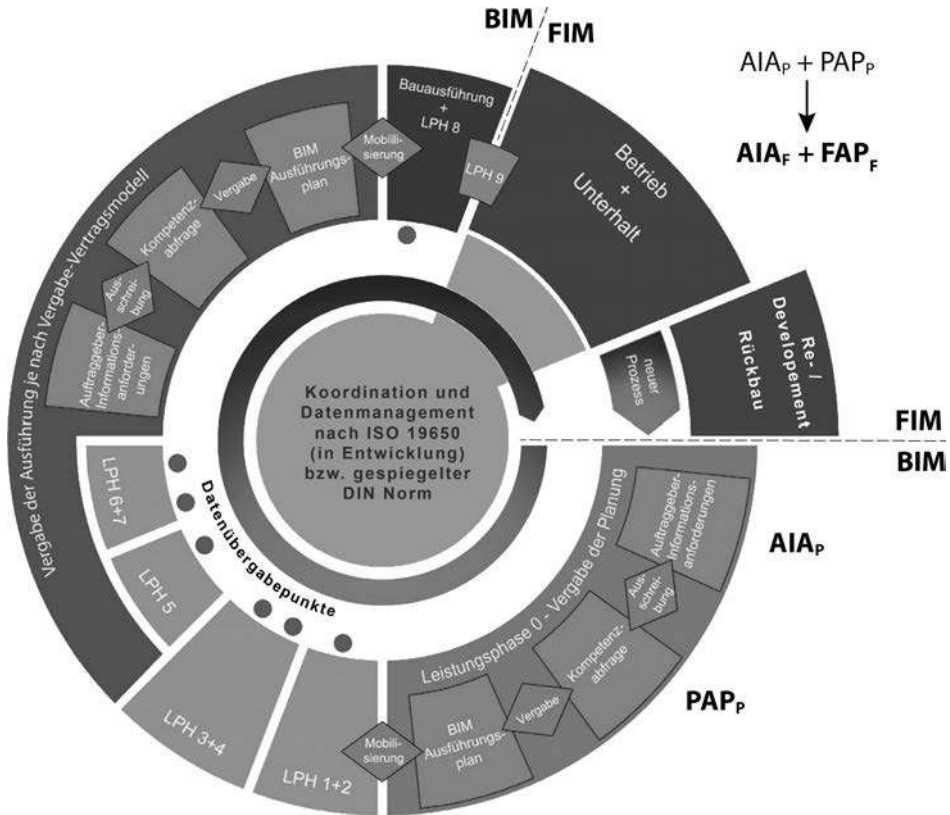 BIM
FIM
AIAP + PAPP
AIAF + FAPF
Bauausführung
+
LPH 8
Moblilisierung
LPH 9
Betrieb
+
Unterhalt
Re- /
Developement
Rückbau
neuer
Prozess
FIM
BIM
Vergabe der Ausführung je nach Vergabe-Vertragsmodell
BIM
Ausführungs-
plan
Vergabe
Kompetenz-
abfrage
Aus-
schrei-
bung
Auftraggeber-
Informations-
anforder-
ungen
Koordination und
Datenmanagement
nach ISO 19650
(in Entwicklung)
bzw. gespiegelter
DIN Norm
Datenübergabepunkte
LPH 6+7
LPH 5
LPH 3+4
LPH 1+2
Mobili-
sierung
Leistungsphase 0 - Vergabe der Planung
BIM
Ausführungs-
plan
Vergabe
Kompetenz-
abfrage
Aus-
schrei-
bung
Auftraggeber-
Informations-
anforderungen
AIAP
PAPP